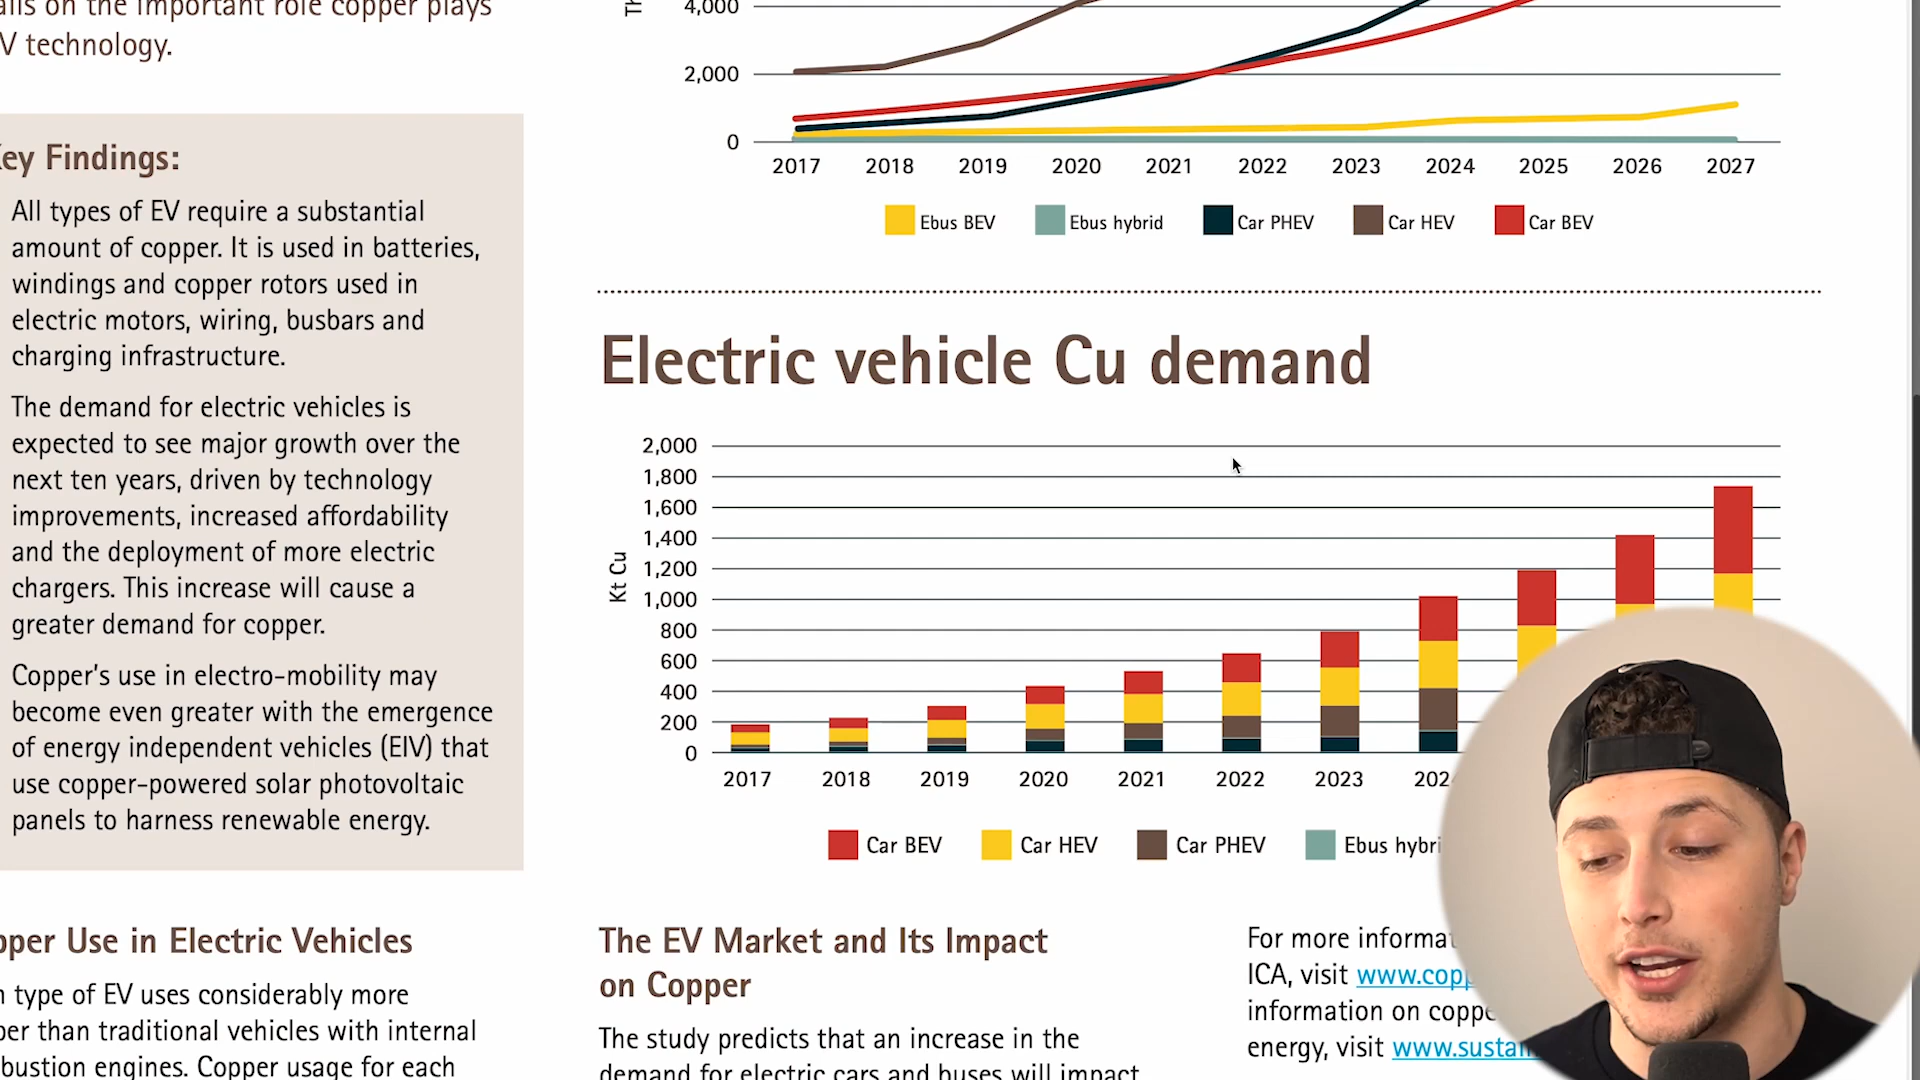 on the important role copper plays
V technology.
Key Findings:
All types of EV require a substantial
amount of copper. It is used in batteries,
windings and copper rotors used in
electric motors, wiring, busbars and
charging infrastructure.
The demand for electric vehicles is
expected to see major growth over the
next ten years, driven by technology
improvements, increased affordability
and the deployment of more electric
chargers. This increase will cause a
greater demand for copper.
Copper's use in electro-mobility may
become even greater with the emergence
of energy independent vehicles (EIV) that
use copper-powered solar photovoltaic
panels to harness renewable energy.
Use in Electric Vehicles
type of EV uses considerably more
than traditional vehicles with internal
engines. Copper usage for each
4,000
2,000
0
2017 2018 2019 2020 2021 2022 2023 2024 2025 2026 2027
Ebus BEV Ebus hybrid Car PHEV Car HEV Car BEV
Electric vehicle Cu demand
Kt Cu
2,000
1,800
1,600
1,400
1,200
1,000
800
600
400
200
0
2017 2018 2019 2020 2021 2022 2023 202
Car BEV Car HEV Car PHEV Ebus hybri
The EV Market and Its Impact
on Copper
The study predicts that an increase in the
demand for electric cars and buses will impact
For more informa
ICA, visit www.copp
information on copp
energy, visit www.sustai